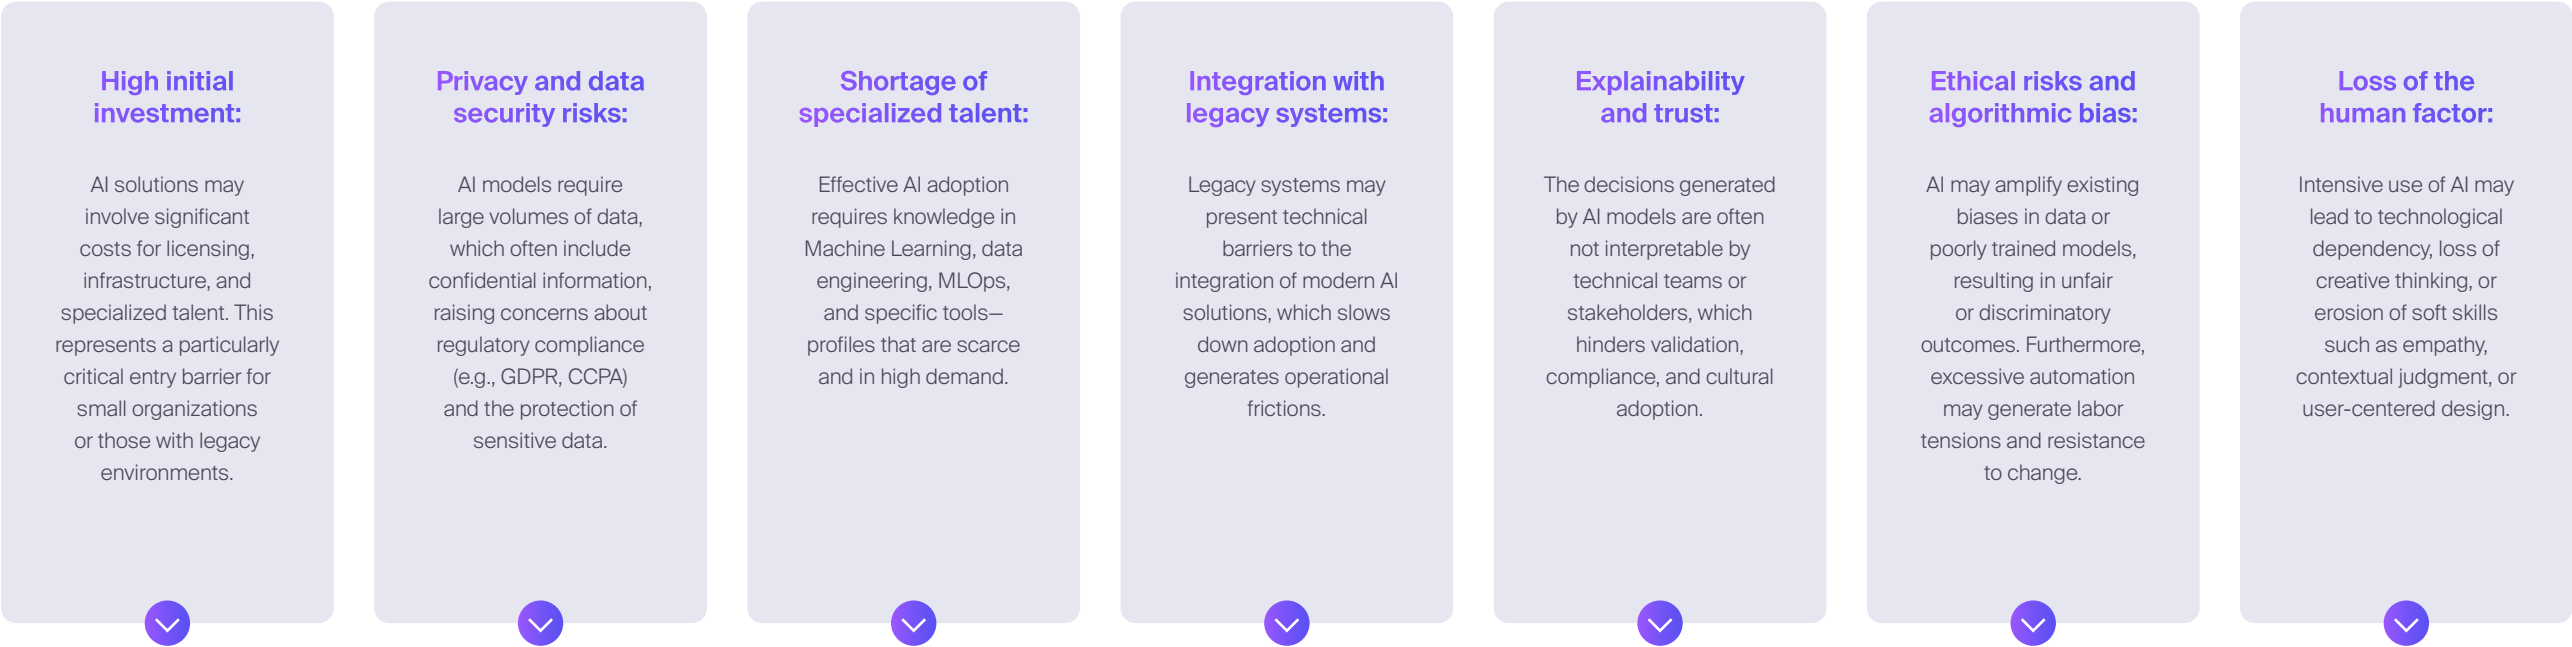 High initial
investment:
AI solutions may
involve significant
costs for licensing,
infrastructure, and
specialized talent. This
represents a particularly
critical entry barrier for
small organizations
or those with legacy
environments.
Privacy and data
security risks:
AI models require
large volumes of data,
which often include
confidential information,
raising concerns about
regulatory compliance
(e.g., GDPR, CCPA)
and the protection of
sensitive data.
Shortage of
specialized talent:
Effective AI adoption
requires knowledge in
Machine Learning, data
engineering, MLOps,
and specific tools—
profiles that are scarce
and in high demand.
Integration with
legacy systems:
Legacy systems may
present technical
barriers to the
integration of modern AI
solutions, which slows
down adoption and
generates operational
frictions.
Explainability
and trust:
The decisions generated
by AI models are often
not interpretable by
technical teams or
stakeholders, which
hinders validation,
compliance, and cultural
adoption.
Ethical risks and
algorithmic bias:
AI may amplify existing
biases in data or
poorly trained models,
resulting in unfair
or discriminatory
outcomes. Furthermore,
excessive automation
may generate labor
tensions and resistance
to change.
Loss of the
human factor:
Intensive use of AI may
lead to technological
dependency, loss of
creative thinking, or
erosion of soft skills
such as empathy,
contextual judgment, or
user-centered design.